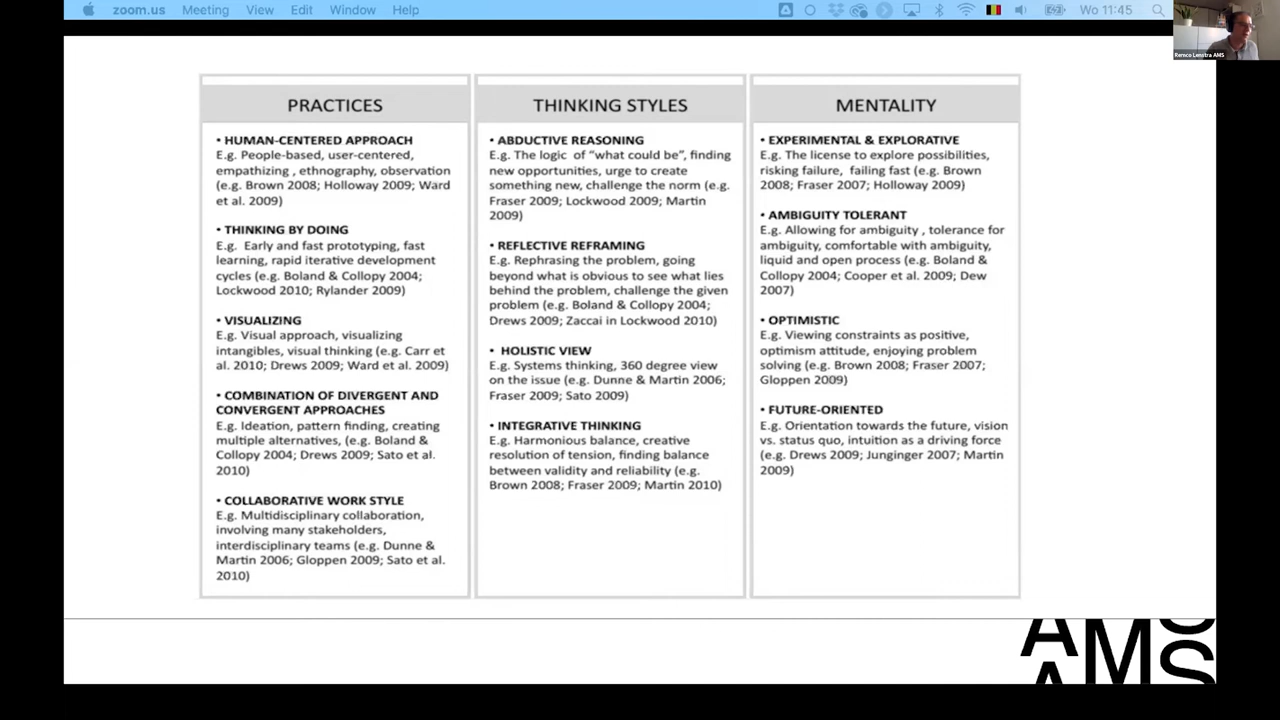 zoom.us Meeting View Edit Window Help
Wo 11:45
Remco Lenstra AMS
PRACTICES
• HUMAN-CENTERED APPROACH
E.g. People-based, user-centered,
empathizing , ethnography, observation
(e.g. Brown 2008; Holloway 2009; Ward
et al. 2009)
• THINKING BY DOING
E.g. Early and fast prototyping, fast
learning, rapid iterative development
cycles (e.g. Boland & Collopy 2004;
Lockwood 2010; Rylander 2009)
• VISUALIZING
E.g. Visual approach, visualizing
intangibles, visual thinking (e.g. Carr et
al. 2010; Drews 2009; Ward et al. 2009)
• COMBINATION OF DIVERGENT AND
CONVERGENT APPROACHES
E.g. Ideation, pattern finding, creating
multiple alternatives, (e.g. Boland &
Collopy 2004; Drews 2009; Sato et al.
2010)
• COLLABORATIVE WORK STYLE
E.g. Multidisciplinary collaboration,
involving many stakeholders,
interdisciplinary teams (e.g. Dunne &
Martin 2006; Gloppen 2009; Sato et al.
2010)
THINKING STYLES
• ABDUCTIVE REASONING
E.g. The logic of “what could be”, finding
new opportunities, urge to create
something new, challenge the norm (e.g.
Fraser 2009; Lockwood 2009; Martin
2009)
• REFLECTIVE REFRAMING
E.g. Rephrasing the problem, going
beyond what is obvious to see what lies
behind the problem, challenge the given
problem (e.g. Boland & Collopy 2004;
Drews 2009; Zaccai in Lockwood 2010)
• HOLISTIC VIEW
E.g. Systems thinking, 360 degree view
on the issue (e.g. Dunne & Martin 2006;
Fraser 2009; Sato 2009)
• INTEGRATIVE THINKING
E.g. Harmonious balance, creative
resolution of tension, finding balance
between validity and reliability (e.g.
Brown 2008; Fraser 2009; Martin 2010)
MENTALITY
• EXPERIMENTAL & EXPLORATIVE
E.g. The license to explore possibilities,
risking failure, failing fast (e.g. Brown
2008; Fraser 2007; Holloway 2009)
• AMBIGUITY TOLERANT
E.g. Allowing for ambiguity , tolerance for
ambiguity, comfortable with ambiguity,
liquid and open process (e.g. Boland &
Collopy 2004; Cooper et al. 2009; Dew
2007)
• OPTIMISTIC
E.g. Viewing constraints as positive,
optimism attitude, enjoying problem
solving (e.g. Brown 2008; Fraser 2007;
Gloppen 2009)
• FUTURE-ORIENTED
E.g. Orientation towards the future, vision
vs. status quo, intuition as a driving force
(e.g. Drews 2009; Junginger 2007; Martin
2009)
AMS